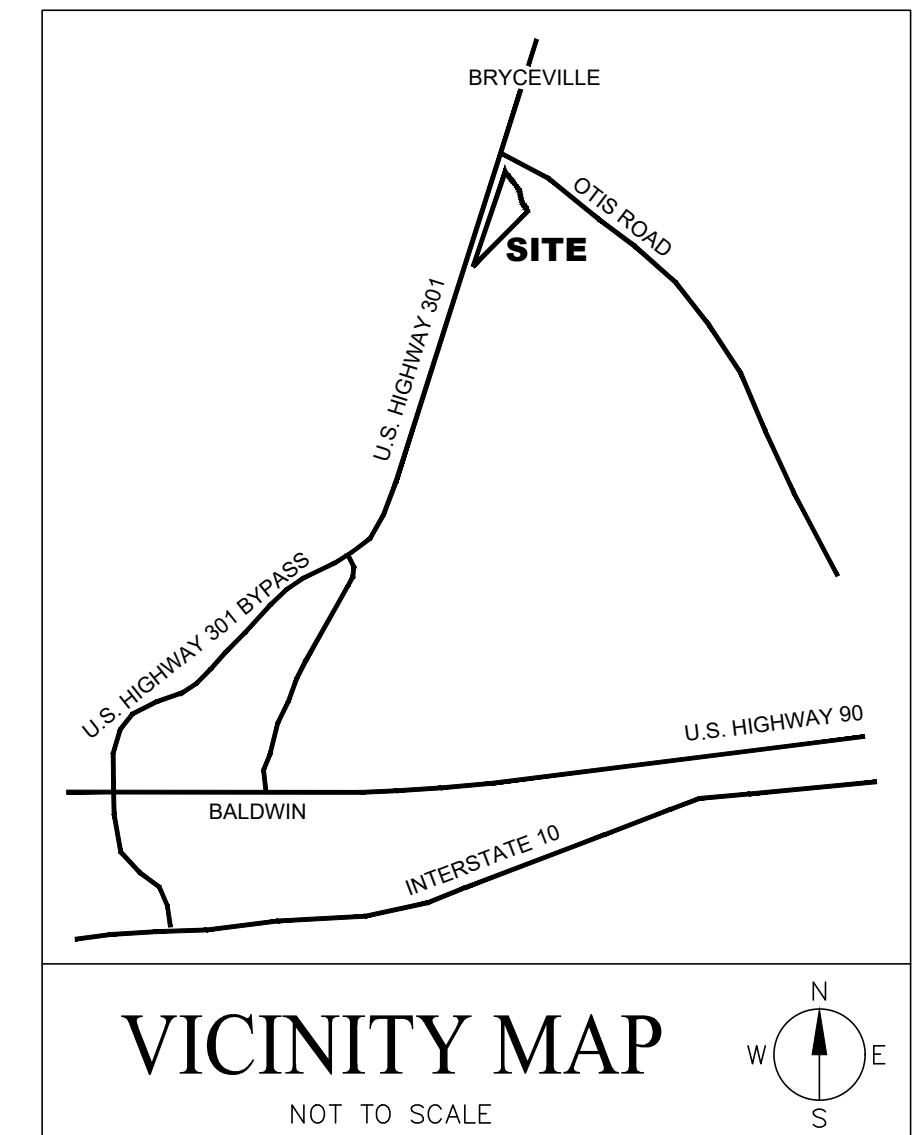 BRYCEVILLE
OTIS ROAD
SITE
U.S. HIGHWAY 301
U.S. HIGHWAY 301 BYPASS
U.S. HIGHWAY 90
BALDWIN
INTERSTATE 10
VICINITY MAP
NOT TO SCALE
N
W E
S